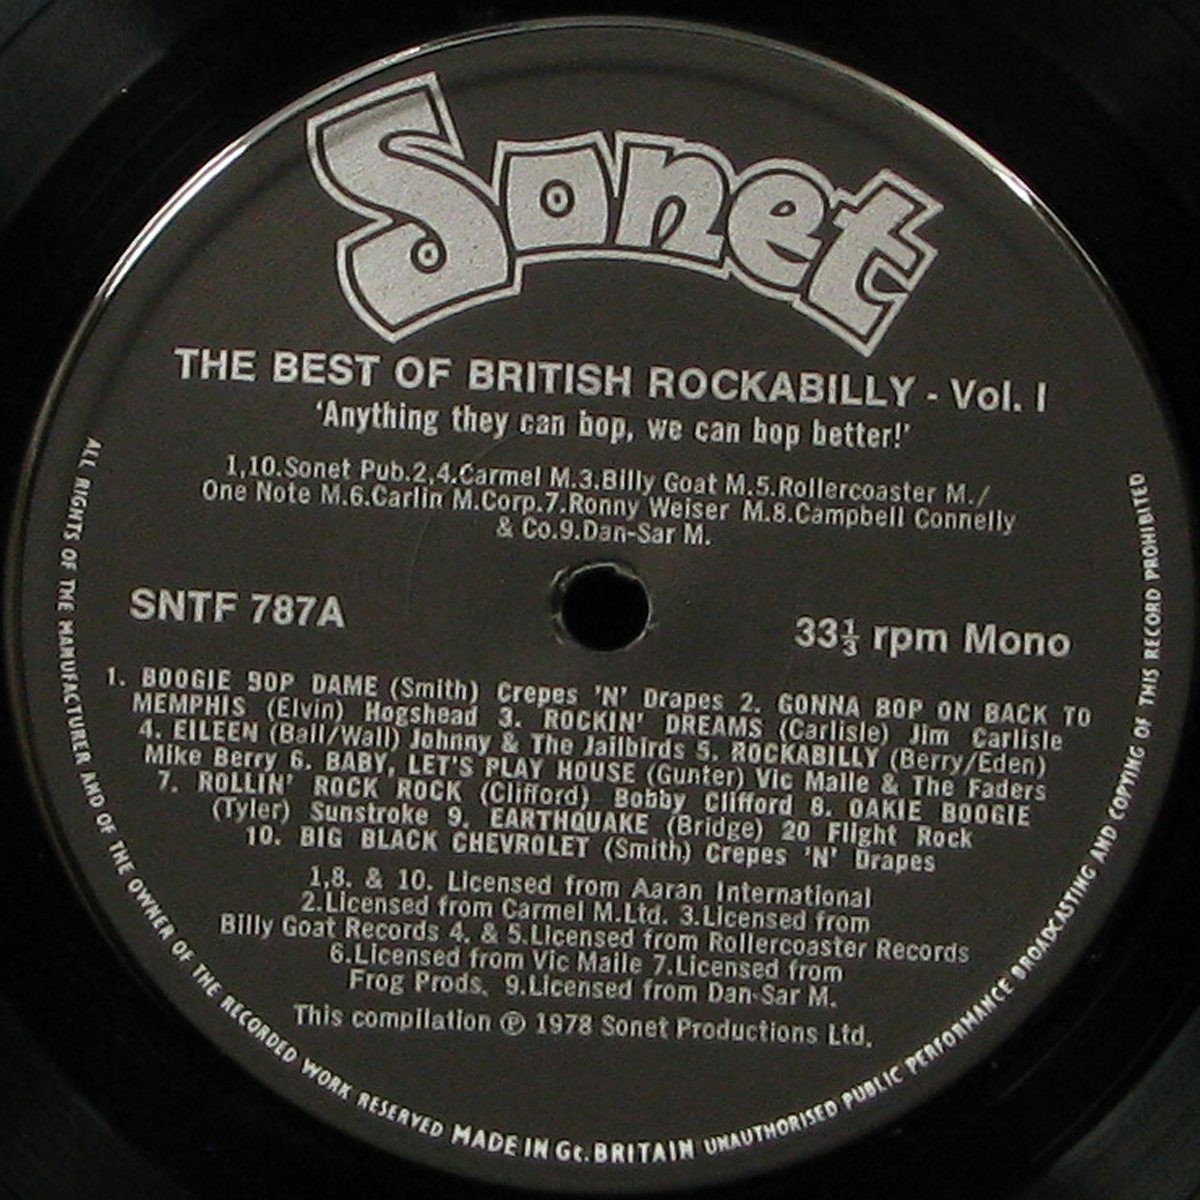 Sonet
THE BEST OF BRITISH ROCKABILLY - Vol. I
‘Anything they can bop, we can bop better!’
1,10.Sonet Pub.2,4.Carmel M.3.Billy Goat M.5.Rollercoaster M./
One Note M.6.Carlin M.Corp.7.Ronny Weiser M.8.Campbell Connelly
& Co.9.Dan-Sar M.
SNTF 787A
33⅓ rpm Mono
1. BOOGIE BOP DAME (Smith) Crepes 'N' Drapes 2. GONNA BOP ON BACK TO
MEMPHIS (Elvin) Hogshead 3. ROCKIN' DREAMS (Carlisle) Jim Carlisle
4. EILEEN (Ball/Wall) Johnny & The Jailbirds 5. ROCKABILLY (Berry/Eden)
Mike Berry 6. BABY, LET'S PLAY HOUSE (Gunter) Vic Maile & The Faders
7. ROLLIN' ROCK ROCK (Clifford) Bobby Clifford 8. OAKIE BOOGIE
(Tyler) Sunstroke 9. EARTHQUAKE (Bridge) 20 Flight Rock
10. BIG BLACK CHEVROLET (Smith) Crepes 'N' Drapes
1,8. & 10. Licensed from Aaran International
2.Licensed from Carmel M.Ltd. 3.Licensed from
Billy Goat Records 4. & 5.Licensed from Rollercoaster Records
6.Licensed from Vic Maile 7.Licensed from
Frog Prods. 9.Licensed from Dan-Sar M.
This compilation ℗ 1978 Sonet Productions Ltd.
ALL RIGHTS OF THE MANUFACTURER AND OF THE OWNER OF THE RECORDED WORK RESERVED MADE IN Gt. BRITAIN UNAUTHORISED PUBLIC PERFORMANCE BROADCASTING AND COPYING OF THIS RECORD PROHIBITED